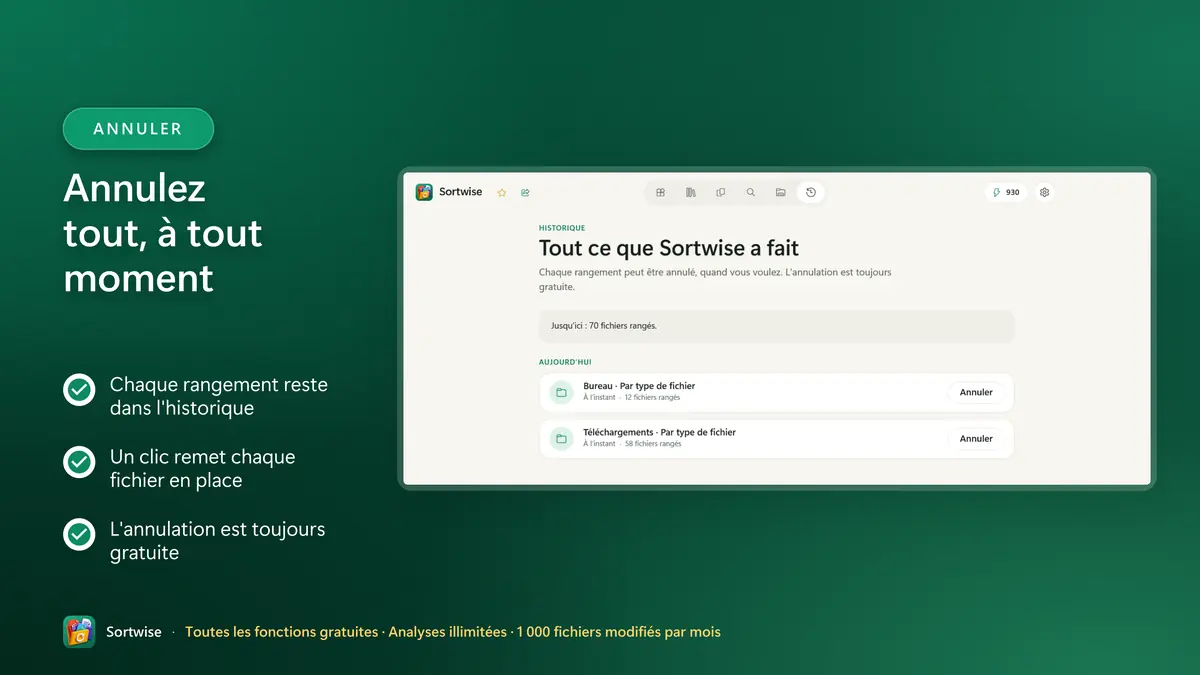 ANNULER
Annulez
tout, à tout
moment
Chaque rangement reste
dans l'historique
Un clic remet chaque
fichier en place
L'annulation est toujours
gratuite
Sortwise
930
HISTORIQUE
Tout ce que Sortwise a fait
Chaque rangement peut être annulé, quand vous voulez. L'annulation est toujours
gratuite.
Jusqu'ici : 70 fichiers rangés.
AUJOURD'HUI
Bureau · Par type de fichier
À l'instant · 12 fichiers rangés
Annuler
Téléchargements · Par type de fichier
À l'instant · 58 fichiers rangés
Annuler
Sortwise · Toutes les fonctions gratuites · Analyses illimitées · 1 000 fichiers modifiés par mois